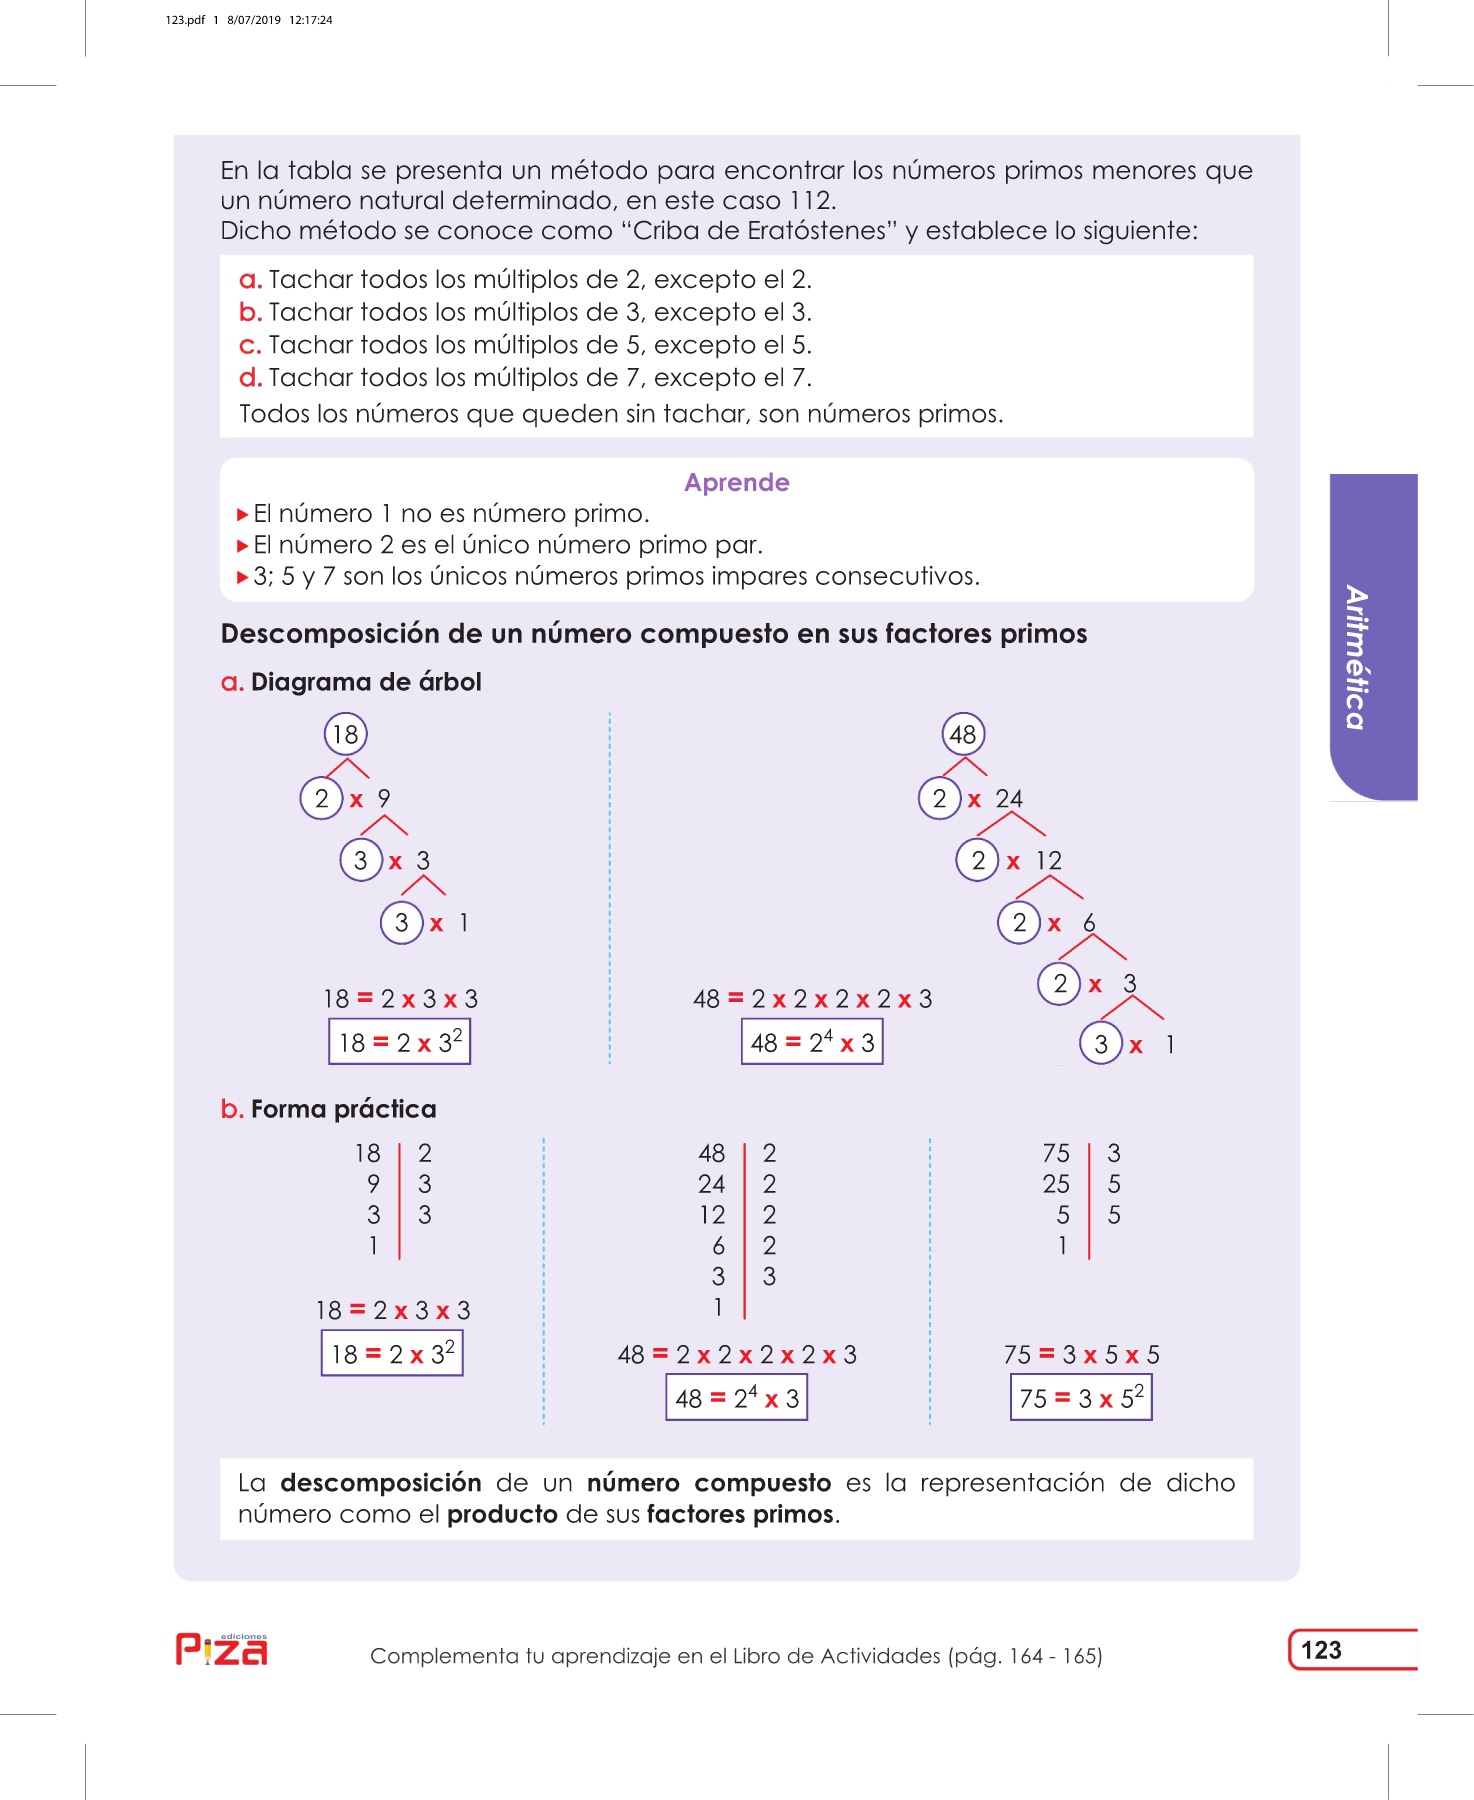 123.pdf 1 8/07/2019 12:17:24
En la tabla se presenta un método para encontrar los números primos menores que
un número natural determinado, en este caso 112.
Dicho método se conoce como “Criba de Eratóstenes” y establece lo siguiente:
a. Tachar todos los múltiplos de 2, excepto el 2.
b. Tachar todos los múltiplos de 3, excepto el 3.
c. Tachar todos los múltiplos de 5, excepto el 5.
d. Tachar todos los múltiplos de 7, excepto el 7.
Todos los números que queden sin tachar, son números primos.
Aprende
▶ El número 1 no es número primo.
▶ El número 2 es el único número primo par.
▶ 3; 5 y 7 son los únicos números primos impares consecutivos.
Aritmética
Descomposición de un número compuesto en sus factores primos
a. Diagrama de árbol
18
2 x 9
3 x 3
3 x 1
18 = 2 x 3 x 3
18 = 2 x 3²
48
2 x 24
2 x 12
2 x 6
2 x 3
3 x 1
48 = 2 x 2 x 2 x 2 x 3
48 = 2⁴ x 3
b. Forma práctica
18 2
9 3
3 3
1
18 = 2 x 3 x 3
18 = 2 x 3²
48 2
24 2
12 2
6 2
3 3
1
48 = 2 x 2 x 2 x 2 x 3
48 = 2⁴ x 3
75 3
25 5
5 5
1
75 = 3 x 5 x 5
75 = 3 x 5²
La descomposición de un número compuesto es la representación de dicho
número como el producto de sus factores primos.
ediciones
Piza
Complementa tu aprendizaje en el Libro de Actividades (pág. 164 - 165)
123